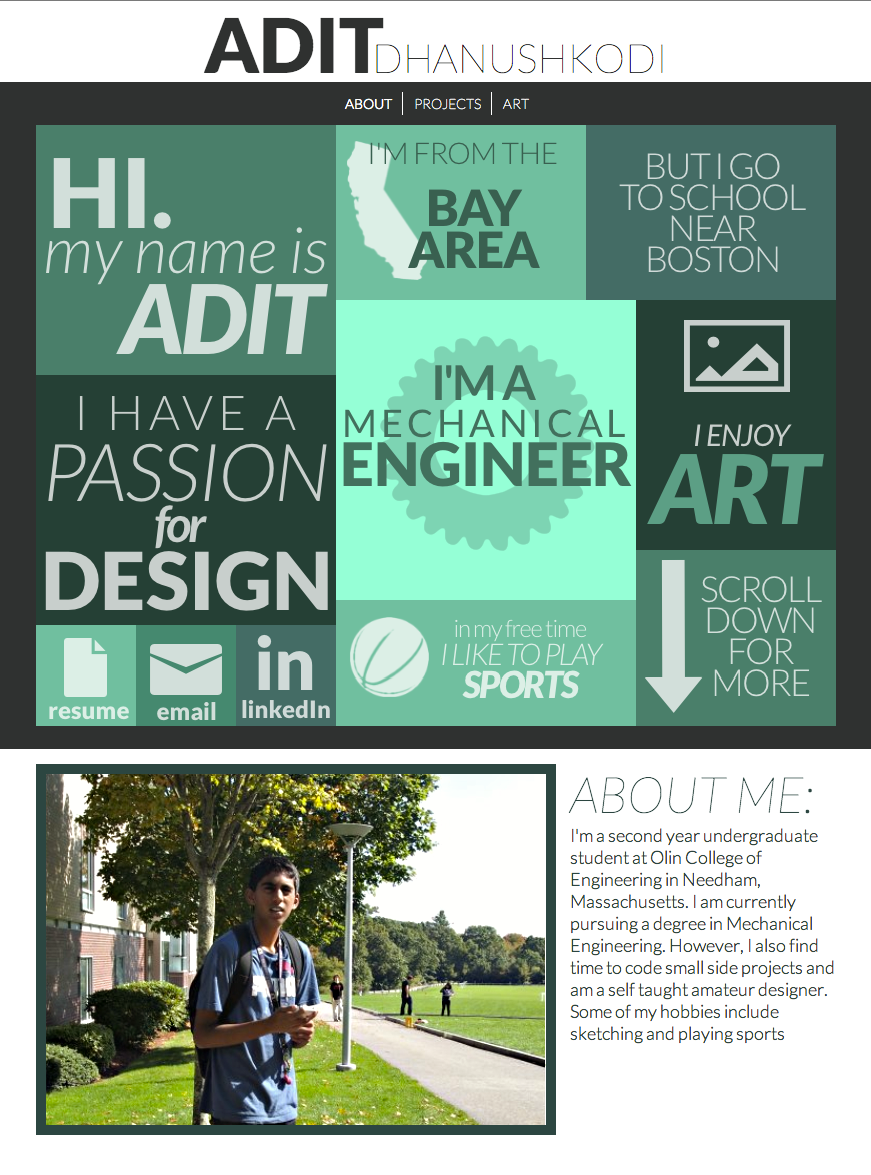 ADITDHANUSHKODI
ABOUT PROJECTS ART
HI.
my name is
ADIT
I'M FROM THE
BAY
AREA
BUT I GO
TO SCHOOL
NEAR
BOSTON
I HAVE A
PASSION
for
DESIGN
I'M A
MECHANICAL
ENGINEER
I ENJOY
ART
resume
email
in
linkedIn
in my free time
I LIKE TO PLAY
SPORTS
SCROLL
DOWN
FOR
MORE
ABOUT ME:
I'm a second year undergraduate
student at Olin College of
Engineering in Needham,
Massachusetts. I am currently
pursuing a degree in Mechanical
Engineering. However, I also find
time to code small side projects and
am a self taught amateur designer.
Some of my hobbies include
sketching and playing sports